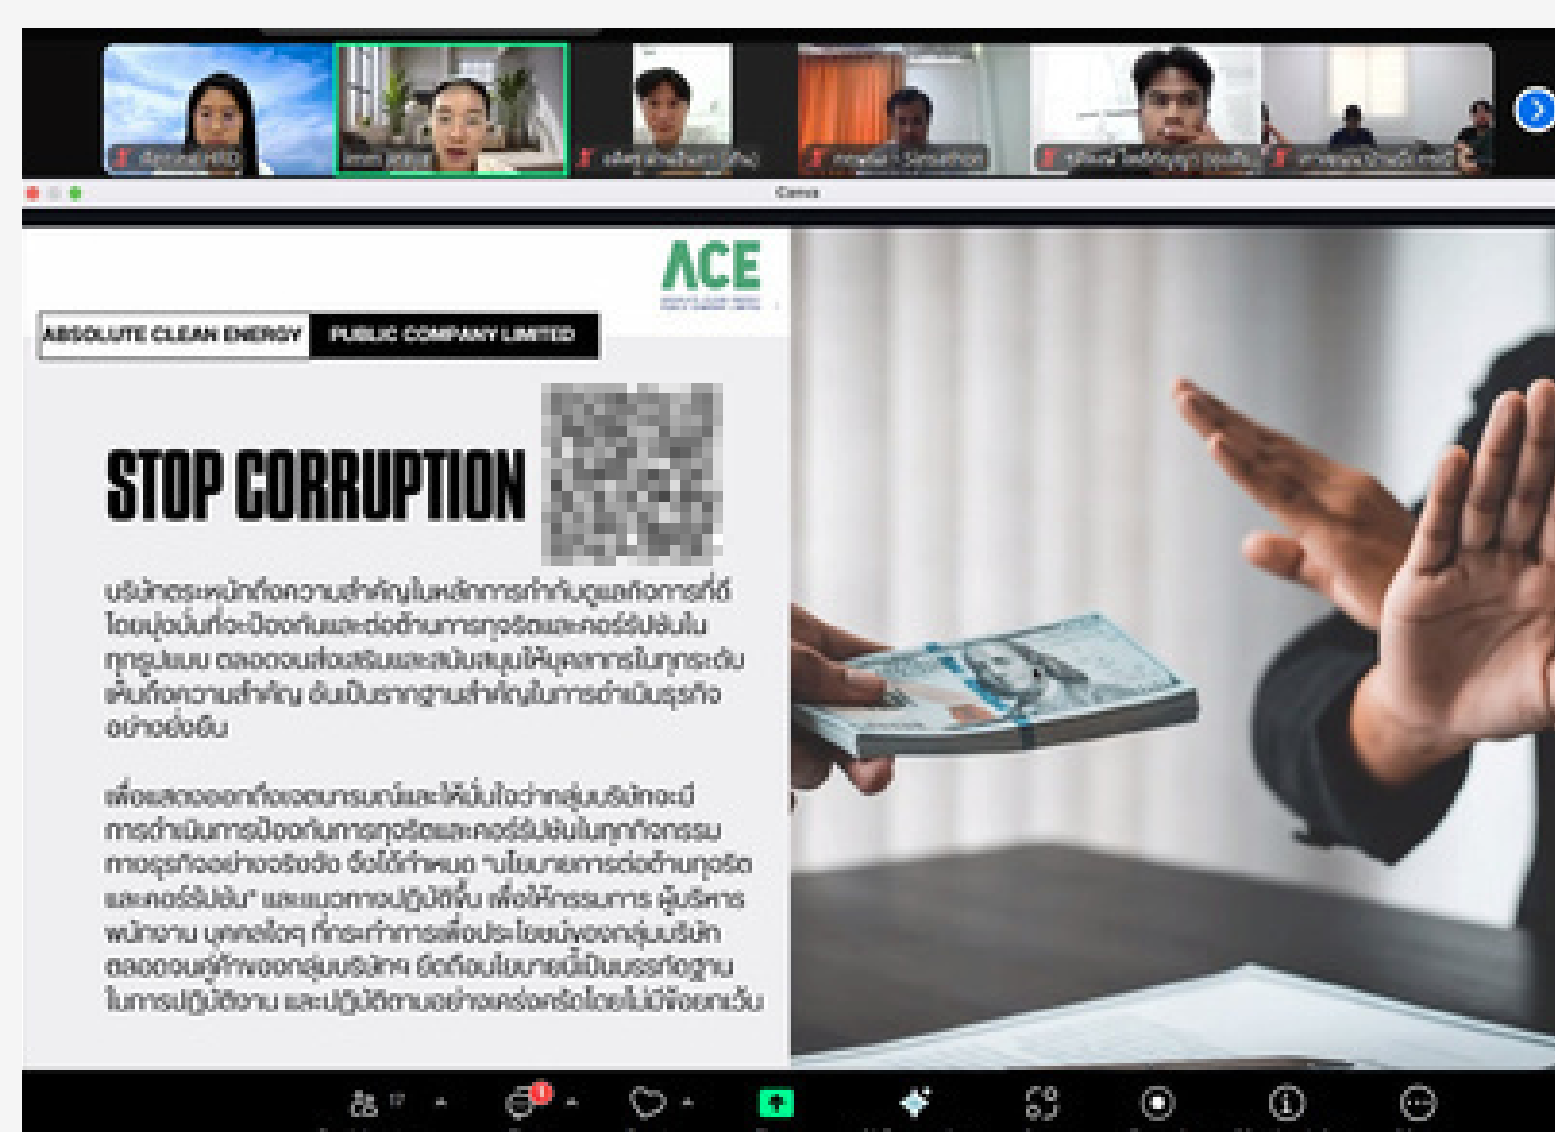 Canva
ACE
ABSOLUTE CLEAN ENERGY PUBLIC COMPANY LIMITED
STOP CORRUPTION
บริษัทตระหนักถึงความสำคัญในหลักการกำกับดูแลกิจการที่ดี
โดยมุ่งมั่นที่จะป้องกันและต่อต้านการทุจริตและคอร์รัปชันใน
ทุกรูปแบบ ตลอดจนส่งเสริมและสนับสนุนให้บุคลากรในทุกระดับ
เห็นถึงความสำคัญ อันเป็นรากฐานสำคัญในการดำเนินธุรกิจ
อย่างยั่งยืน
เพื่อแสดงออกถึงเจตนารมณ์และให้มั่นใจว่ากลุ่มบริษัทจะมี
การดำเนินการป้องกันการทุจริตและคอร์รัปชันในทุกกิจกรรม
ทางธุรกิจอย่างจริงจัง จึงได้กำหนด "นโยบายการต่อต้านทุจริต
และคอร์รัปชัน" และแนวทางปฏิบัติขึ้น เพื่อให้กรรมการ ผู้บริหาร
พนักงาน บุคคลใดๆ ที่กระทำการเพื่อประโยชน์ของกลุ่มบริษัท
ตลอดจนคู่ค้าของกลุ่มบริษัทฯ ยึดถือนโยบายนี้เป็นบรรทัดฐาน
ในการปฏิบัติงาน และปฏิบัติตามอย่างเคร่งครัดโดยไม่มีข้อยกเว้น
17
1